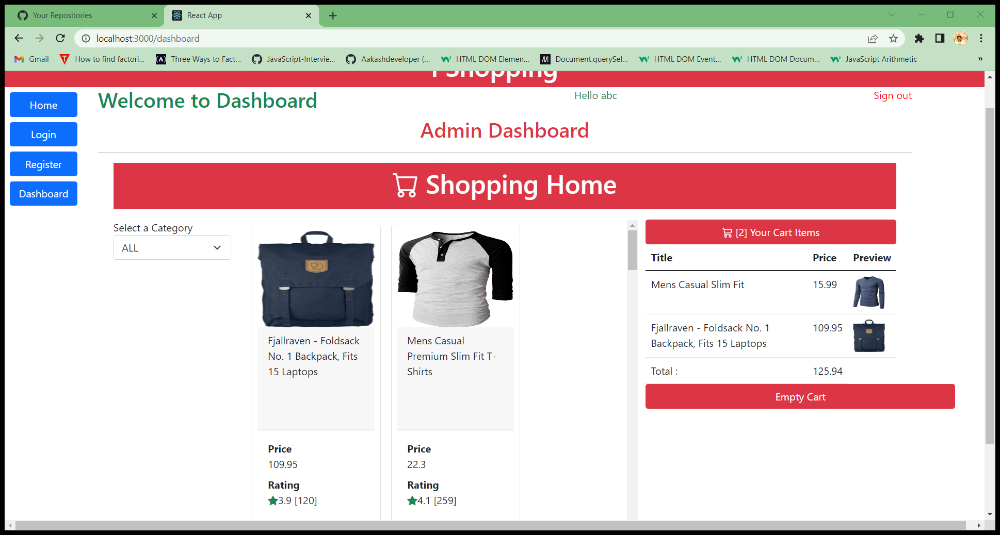 Your Repositories
React App
localhost:3000/dashboard
Gmail
How to find factori...
Three Ways to Fact...
JavaScript-Intervie...
Aakashdeveloper (...
HTML DOM Elemen...
Document.querySel...
HTML DOM Event...
HTML DOM Docum...
JavaScript Arithmetic
»
Shopping
Home
Login
Register
Dashboard
Welcome to Dashboard
Hello abc
Sign out
Admin Dashboard
Shopping Home
Select a Category
ALL
Fjallraven - Foldsack
No. 1 Backpack, Fits
15 Laptops
Price
109.95
Rating
3.9 [120]
Mens Casual
Premium Slim Fit T-
Shirts
Price
22.3
Rating
4.1 [259]
[2] Your Cart Items
Title Price Preview
Mens Casual Slim Fit 15.99
Fjallraven - Foldsack No. 1 109.95
Backpack, Fits 15 Laptops
Total : 125.94
Empty Cart